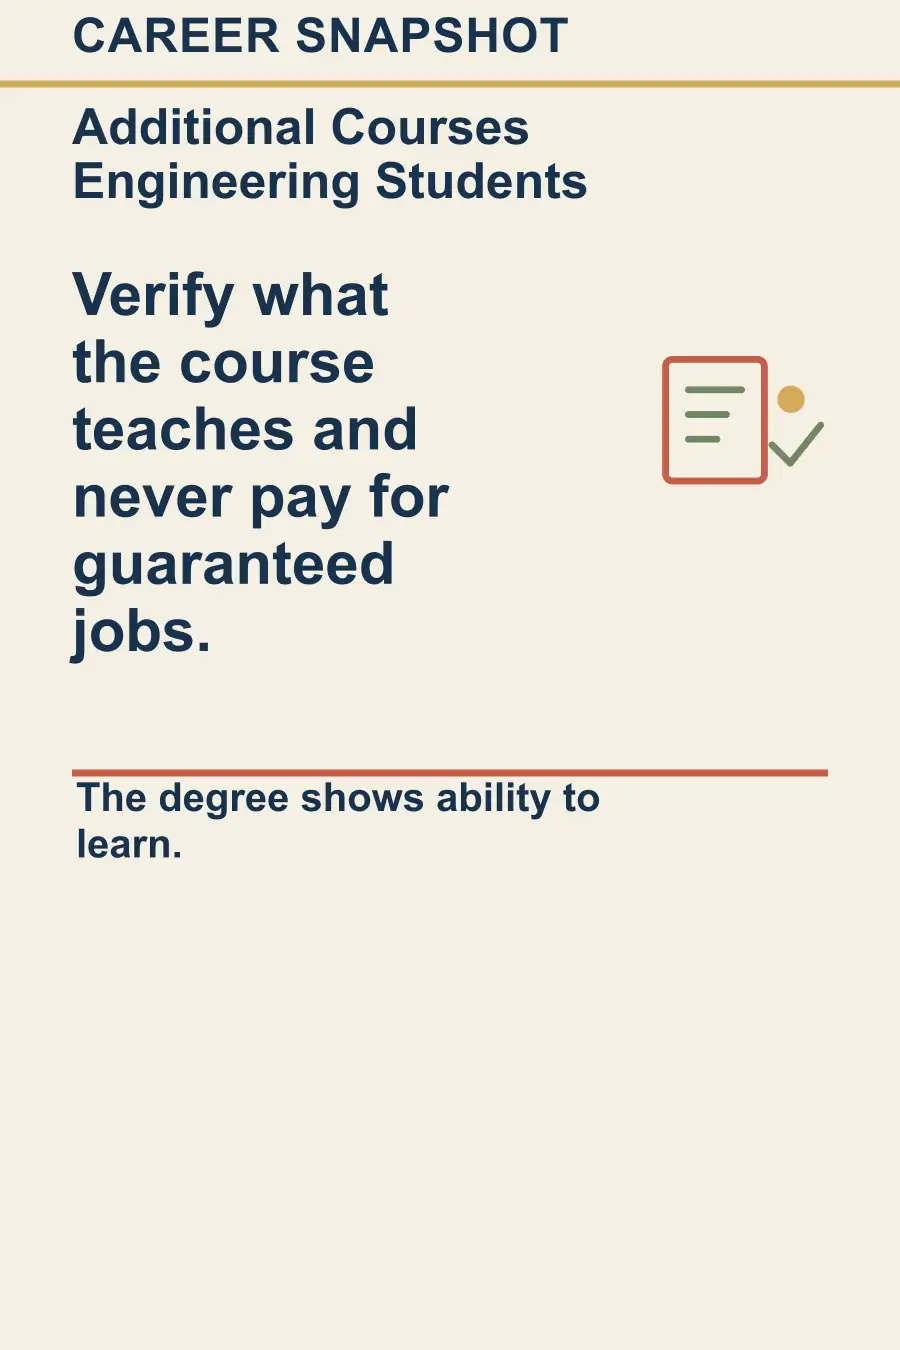 CAREER SNAPSHOT
Additional Courses
Engineering Students
Verify what
the course
teaches and
never pay for
guaranteed
jobs.
The degree shows ability to
learn.